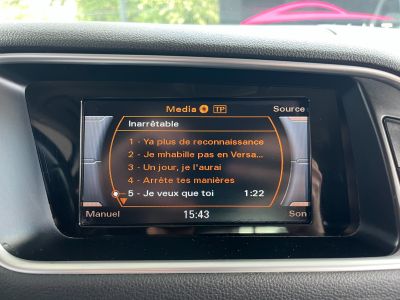 Media TP Source
Inarrêtable
1 - Ya plus de reconnaissance
2 - Je mhabille pas en Versa...
3 - Un jour, je l'aurai
4 - Arrête tes manières
5 - Je veux que toi 1:22
Manuel 15:43 Son